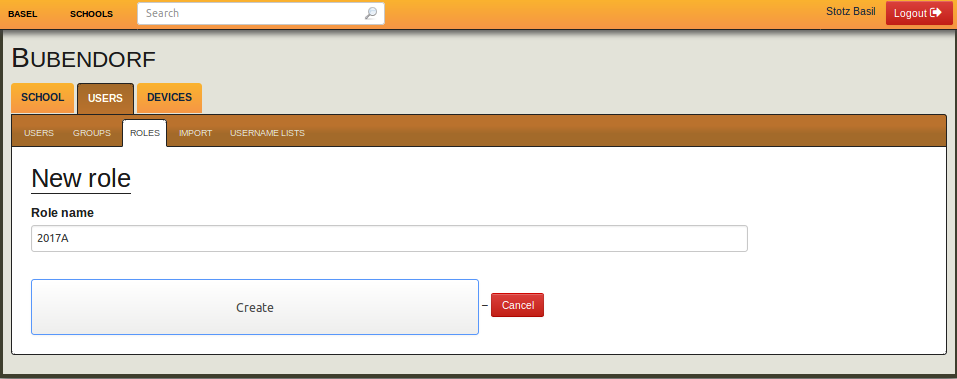 BASEL SCHOOLS Search Stotz Basil Logout
BUBENDORF
SCHOOL USERS DEVICES
USERS GROUPS ROLES IMPORT USERNAME LISTS
New role
Role name
2017A
Create – Cancel